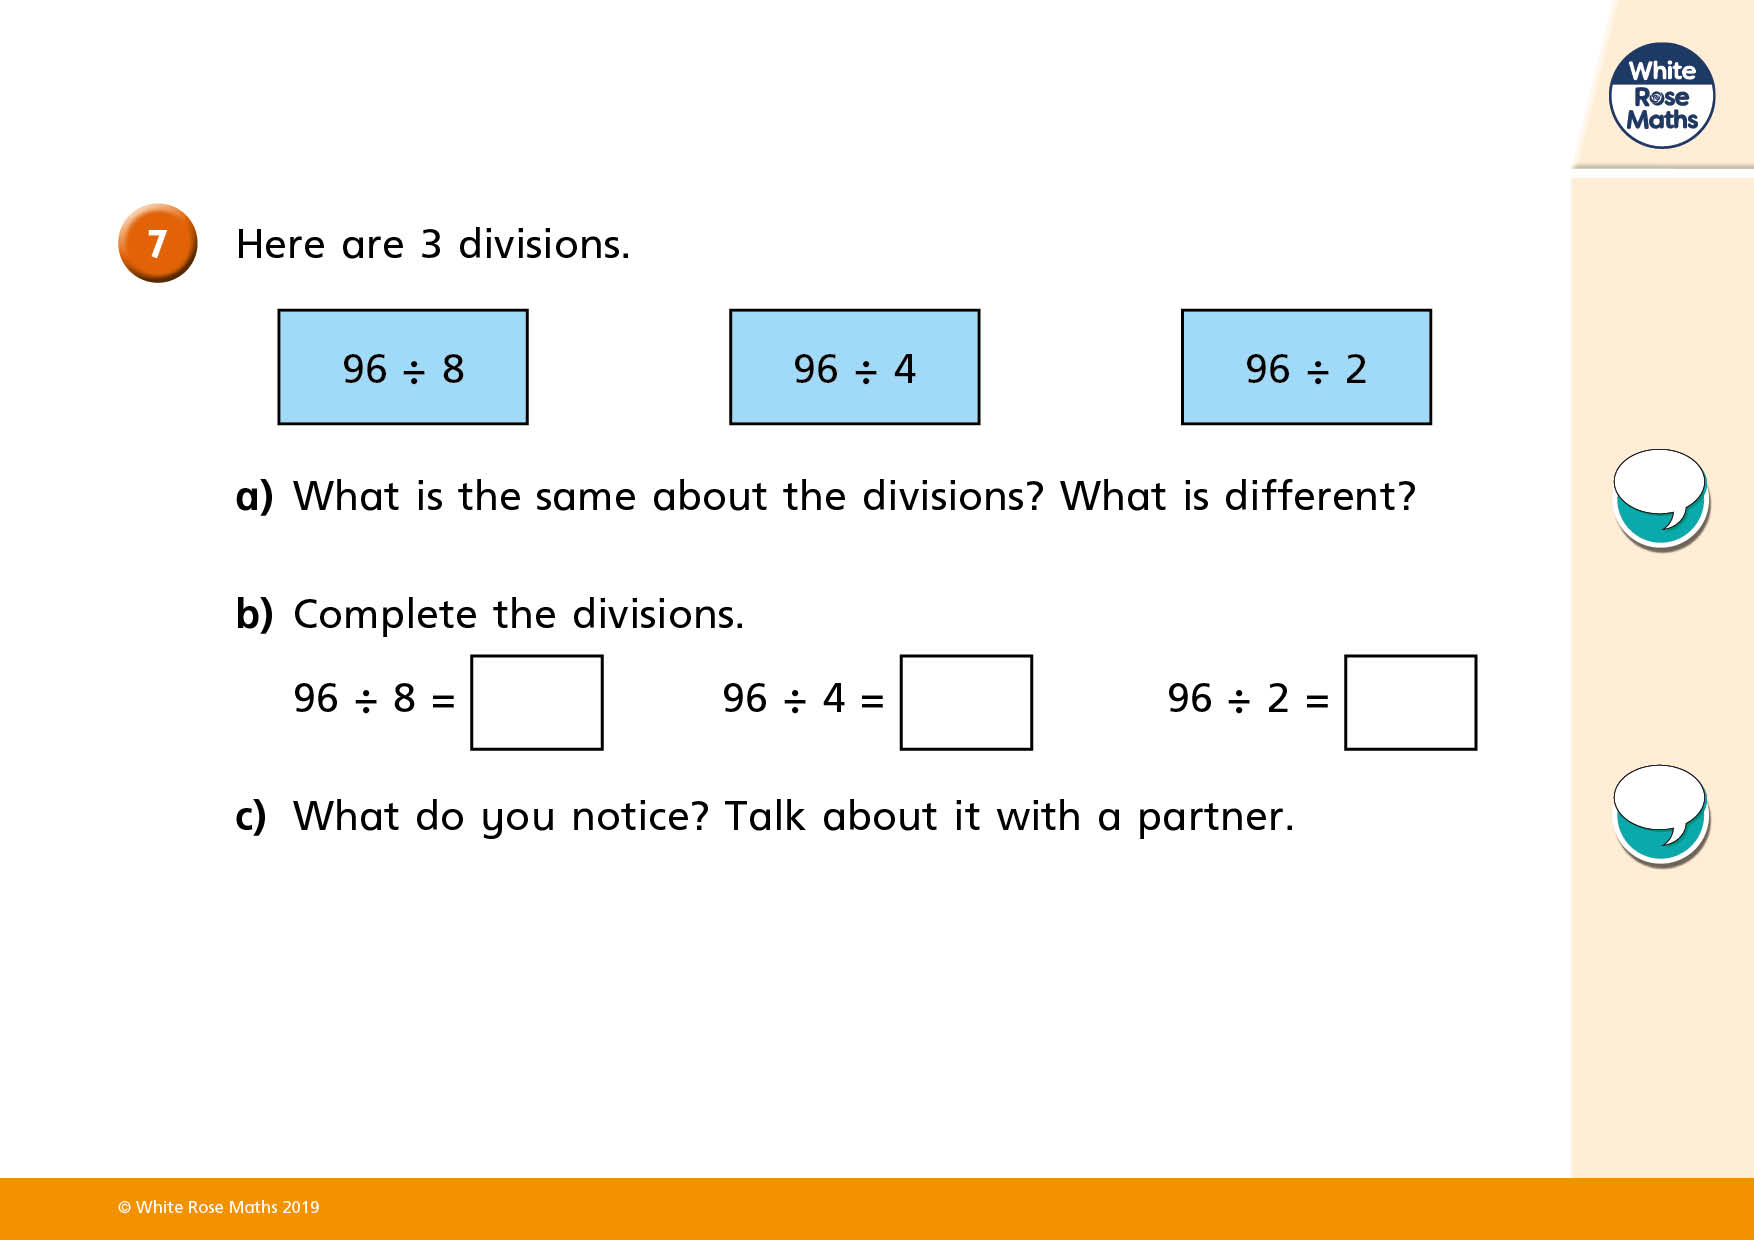 White
Rose
Maths
7 Here are 3 divisions.
96 ÷ 8 96 ÷ 4 96 ÷ 2
a) What is the same about the divisions? What is different?
b) Complete the divisions.
96 ÷ 8 = 96 ÷ 4 = 96 ÷ 2 =
c) What do you notice? Talk about it with a partner.
© White Rose Maths 2019